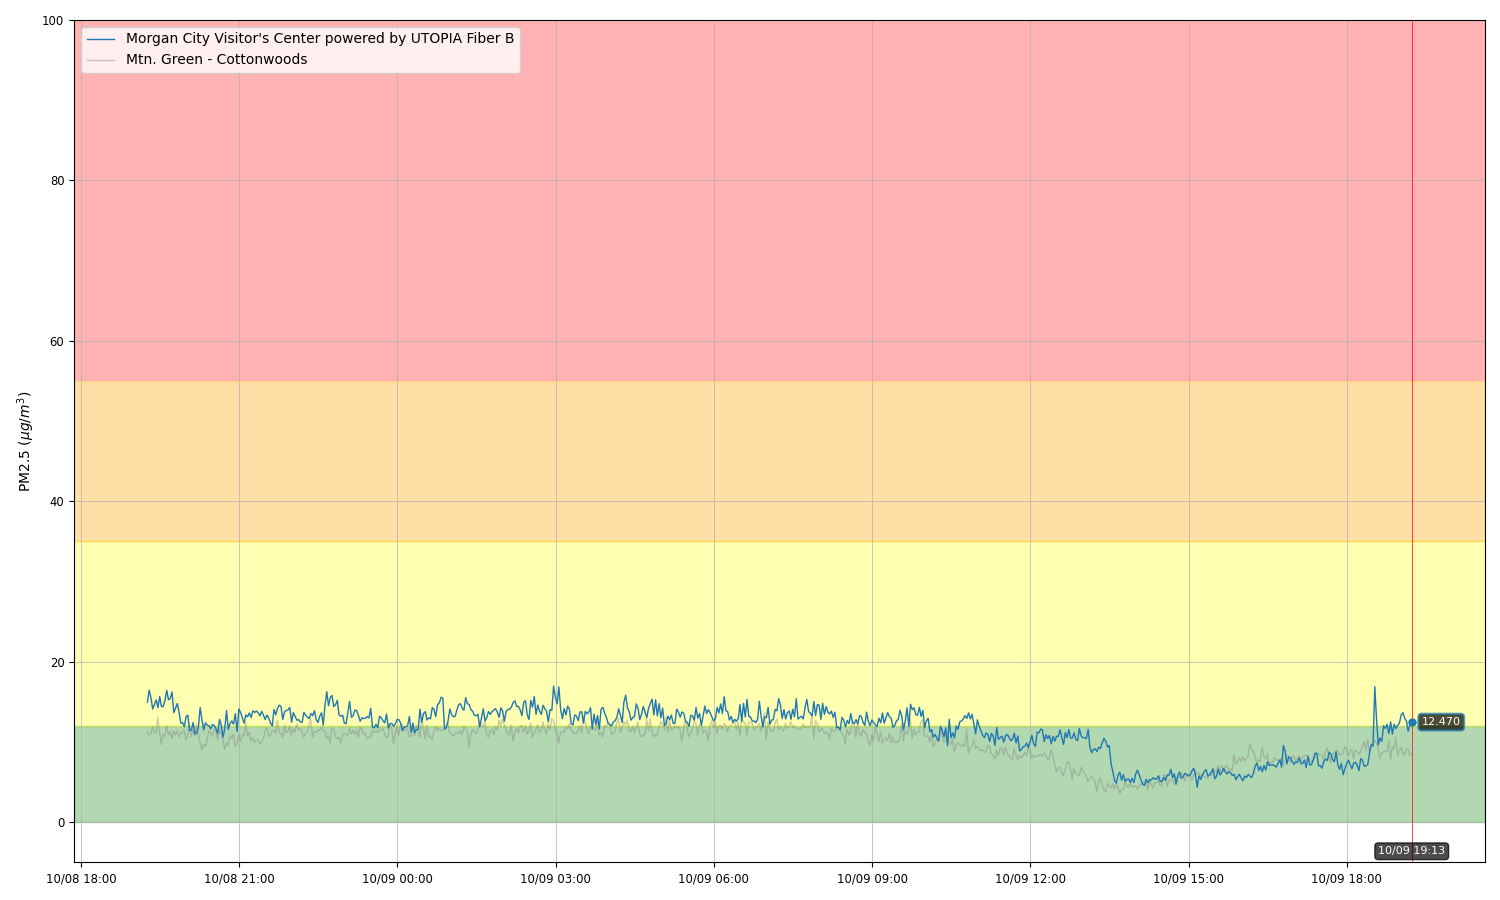 100
Morgan City Visitor's Center powered by UTOPIA Fiber B
Mtn. Green - Cottonwoods
80
60
40
20
0
PM2.5 (μg/m³)
12.470
10/09 19:13
10/08 18:00 10/08 21:00 10/09 00:00 10/09 03:00 10/09 06:00 10/09 09:00 10/09 12:00 10/09 15:00 10/09 18:00